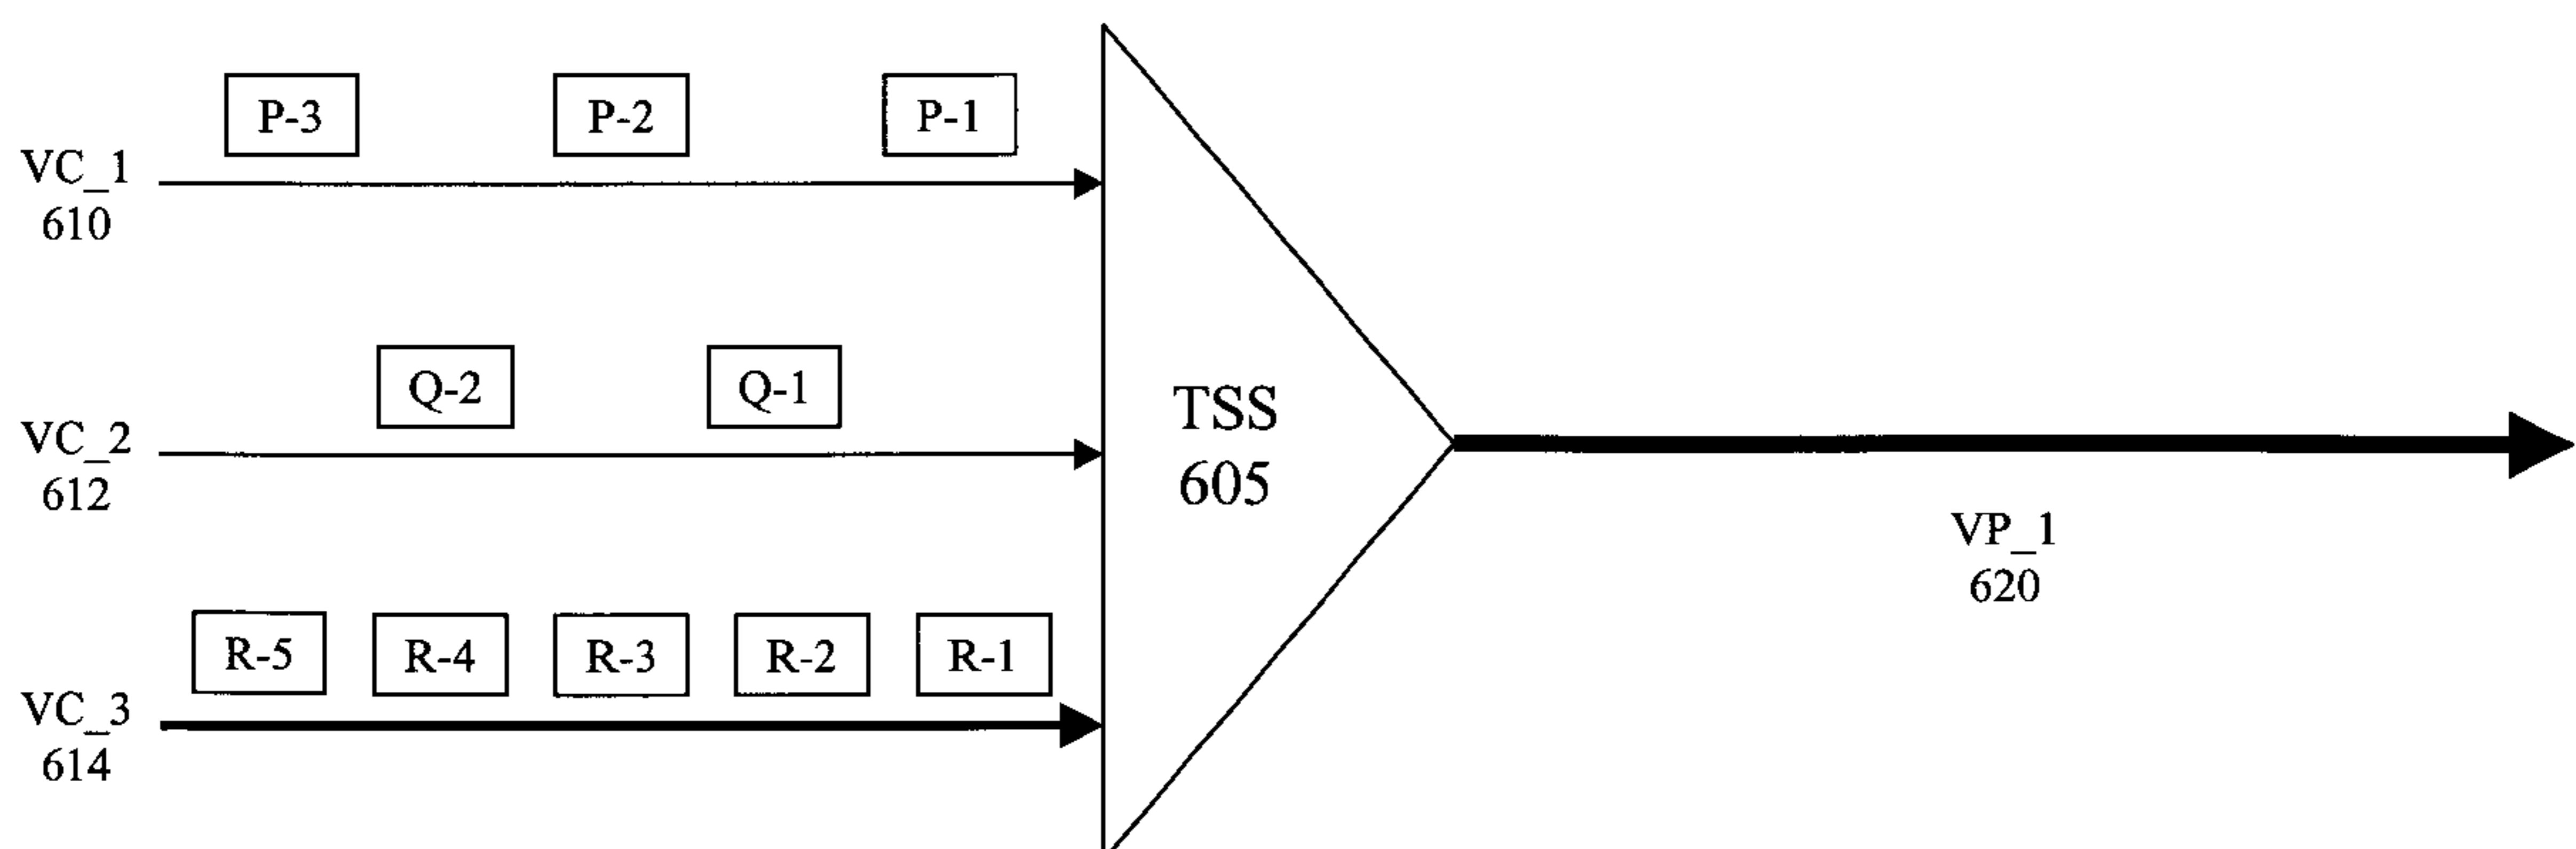 P-3 P-2 P-1
VC_1
610
Q-2 Q-1
VC_2
612
R-5 R-4 R-3 R-2 R-1
VC_3
614
TSS
605
VP_1
620